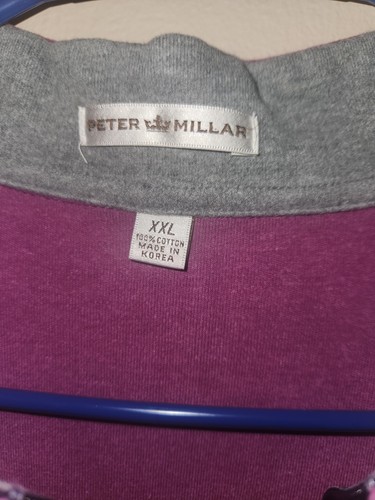 PETER MILLAR
XXL
100% COTTON
MADE IN
KOREA